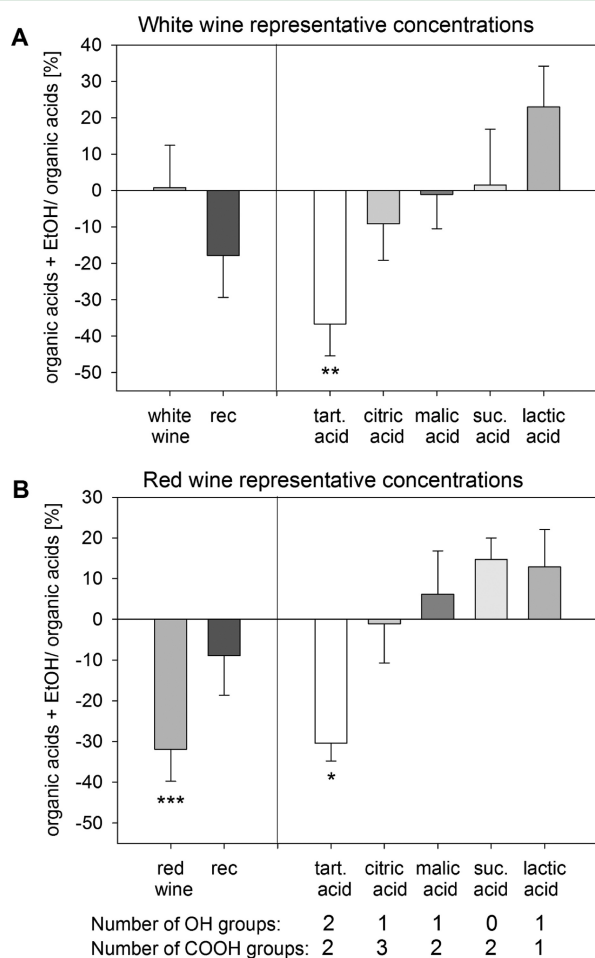 White wine representative concentrations
A
organic acids + EtOH/ organic acids [%]
40
30
20
10
0
-10
-20
-30
-40
-50
**
white rec tart. citric malic suc. lactic
wine acid acid acid acid acid
Red wine representative concentrations
B
organic acids + EtOH/ organic acids [%]
30
20
10
0
-10
-20
-30
-40
-50
***
*
red rec tart. citric malic suc. lactic
wine acid acid acid acid acid
Number of OH groups: 2 1 1 0 1
Number of COOH groups: 2 3 2 2 1